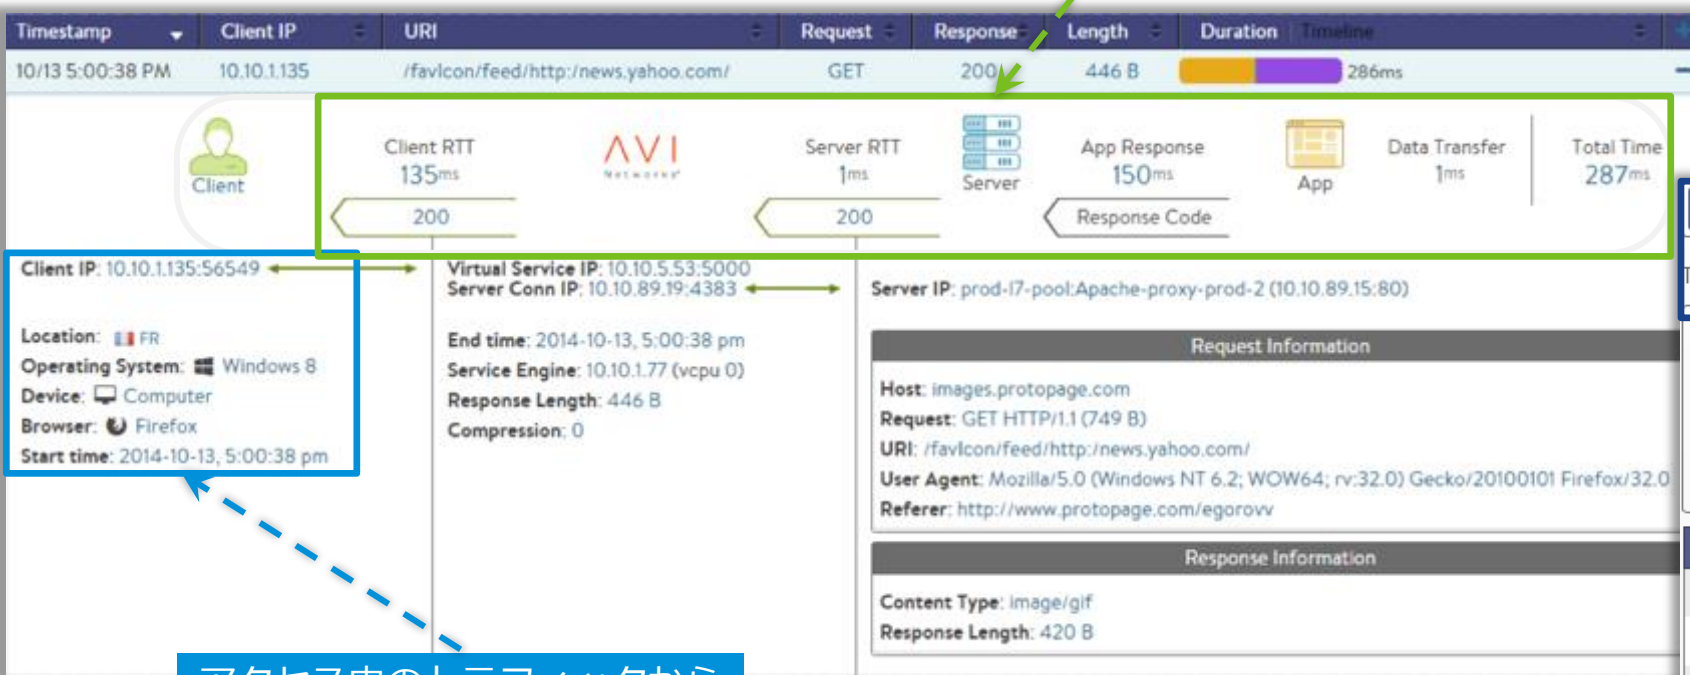 Timestamp Client IP URI Request Response Length Duration Timeline
10/13 5:00:38 PM 10.10.1.135 /favIcon/feed/http:/news.yahoo.com/ GET 200 446 B 286ms
Client
Client RTT
135ms
200
AVI
Networks
Server RTT
1ms
200
Server
App Response
150ms
Response Code
App
Data Transfer
1ms
Total Time
287ms
Client IP: 10.10.1.135:56549
Location: FR
Operating System: Windows 8
Device: Computer
Browser: Firefox
Start time: 2014-10-13, 5:00:38 pm
Virtual Service IP: 10.10.5.53:5000
Server Conn IP: 10.10.89.19:4383
End time: 2014-10-13, 5:00:38 pm
Service Engine: 10.10.1.77 (vcpu 0)
Response Length: 446 B
Compression: 0
Server IP: prod-l7-pool:Apache-proxy-prod-2 (10.10.89.15:80)
Request Information
Host: images.protopage.com
Request: GET HTTP/1.1 (749 B)
URI: /favIcon/feed/http:/news.yahoo.com/
User Agent: Mozilla/5.0 (Windows NT 6.2; WOW64; rv:32.0) Gecko/20100101 Firefox/32.0
Referer: http://www.protopage.com/egorovv
Response Information
Content Type: image/gif
Response Length: 420 B